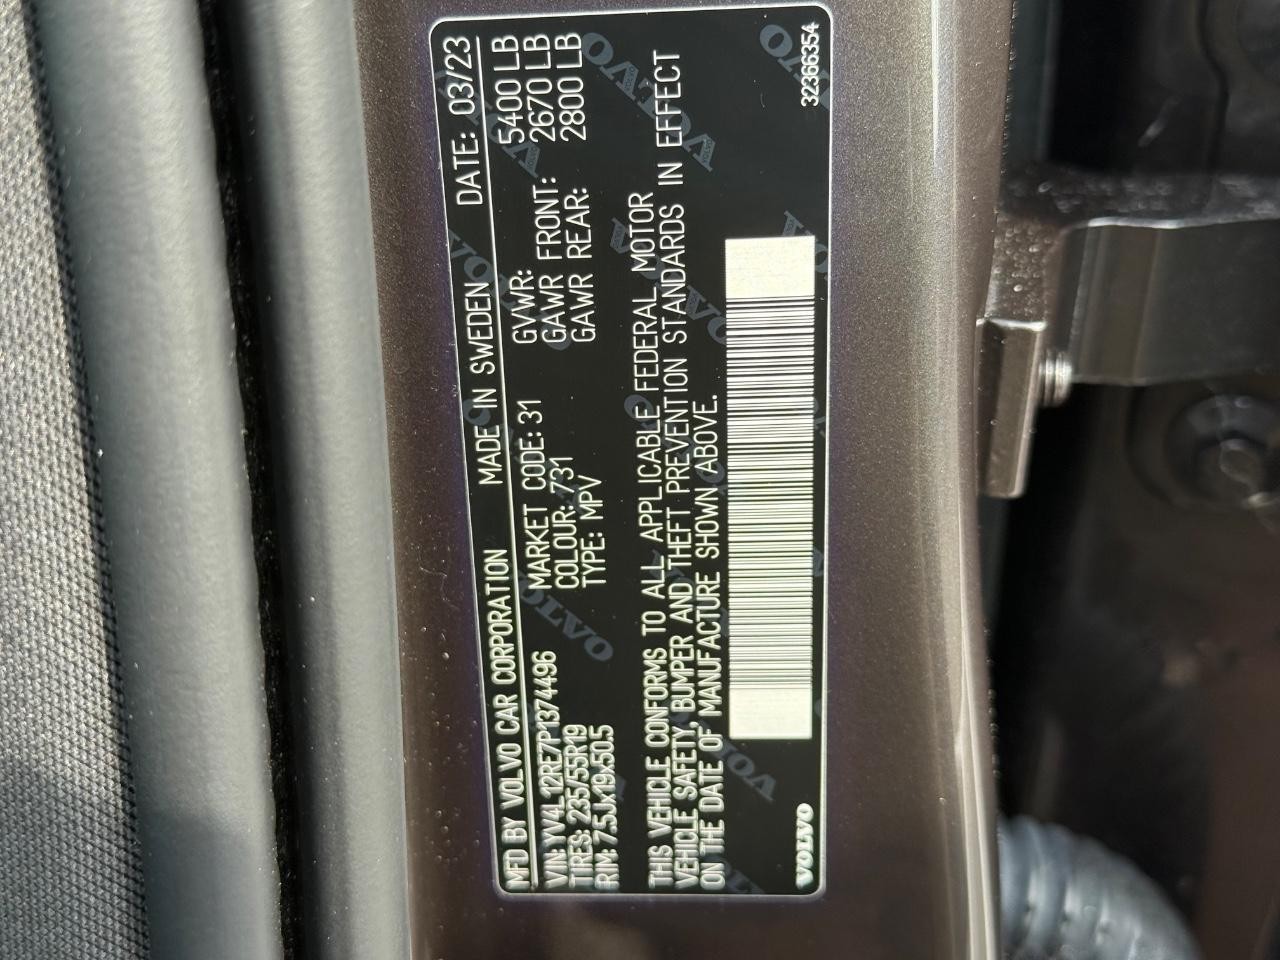 MFD BY VOLVO CAR CORPORATION MADE IN SWEDEN DATE: 03/23
VIN: YV4L12RE7P1374496 MARKET CODE: 31 GVWR: 5400 LB
TIRES: 235/55R19 COLOUR: 731 GAWR FRONT: 2670 LB
RIM: 7.5Jx19x50.5 TYPE: MPV GAWR REAR: 2800 LB
THIS VEHICLE CONFORMS TO ALL APPLICABLE FEDERAL MOTOR
VEHICLE SAFETY, BUMPER AND THEFT PREVENTION STANDARDS IN EFFECT
ON THE DATE OF MANUFACTURE SHOWN ABOVE.
VOLVO 32366354